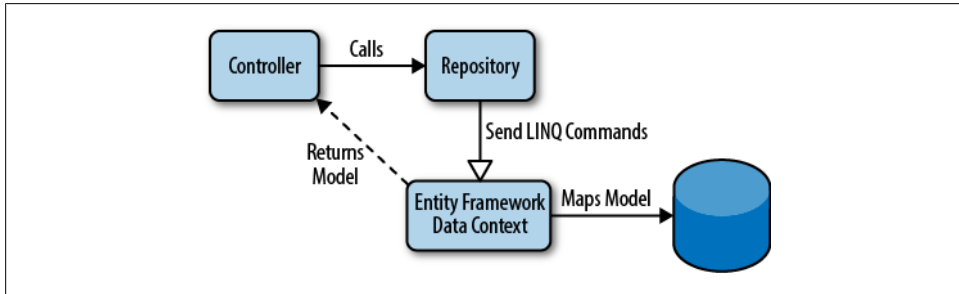 Calls
Controller
Repository
Send LINQ Commands
Returns
Model
Entity Framework
Data Context
Maps Model